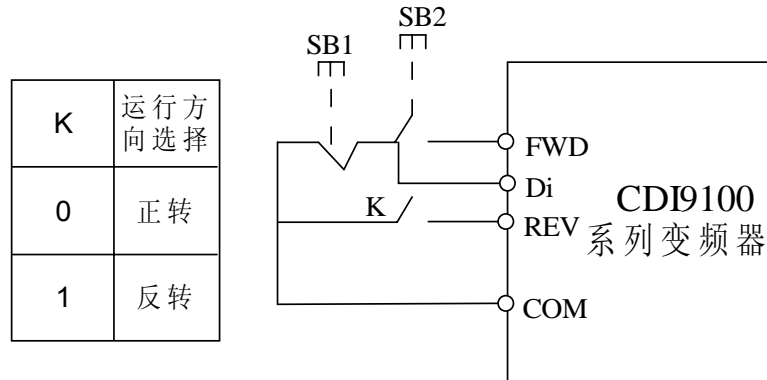 SB2
SB1
K
运行方
向选择
0
正转
1
反转
FWD
Di
K
REV
COM
CDI9100
系列变频器